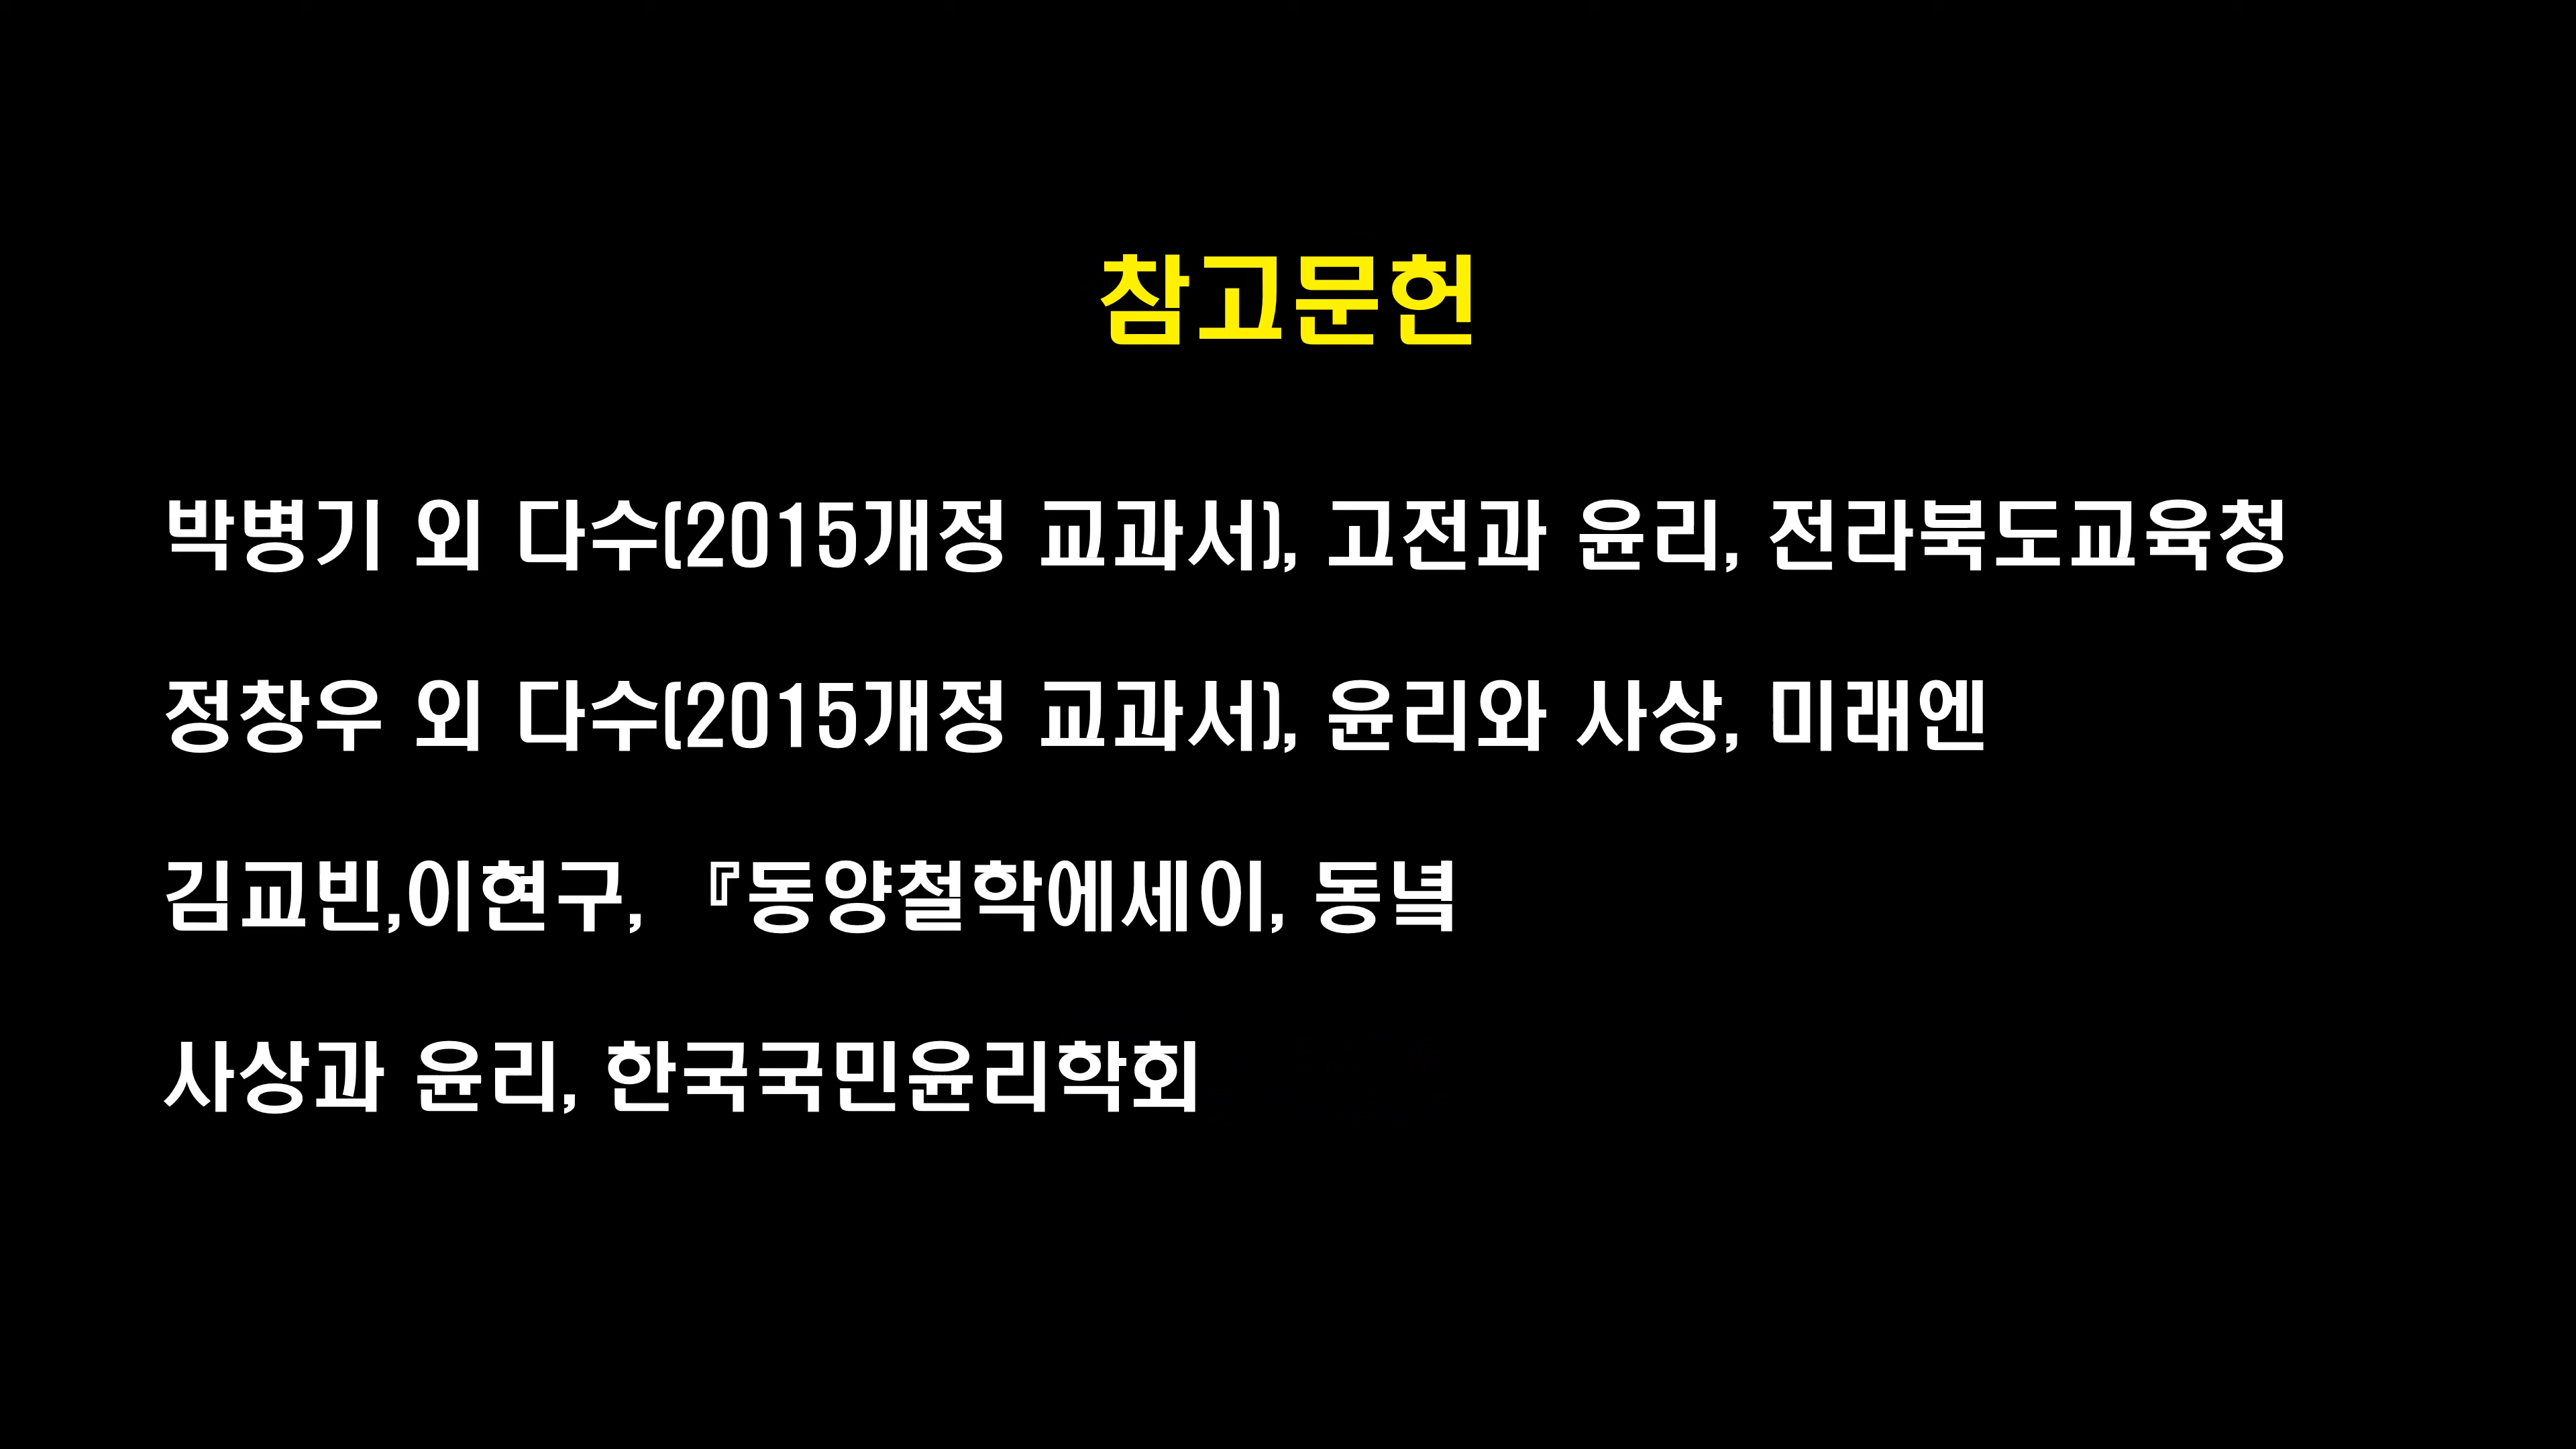 참고문헌
박병기 외 다수(2015개정 교과서), 고전과 윤리, 전라북도교육청
정창우 외 다수(2015개정 교과서), 윤리와 사상, 미래엔
김교빈,이현구, 『동양철학에세이, 동녘
사상과 윤리, 한국국민윤리학회